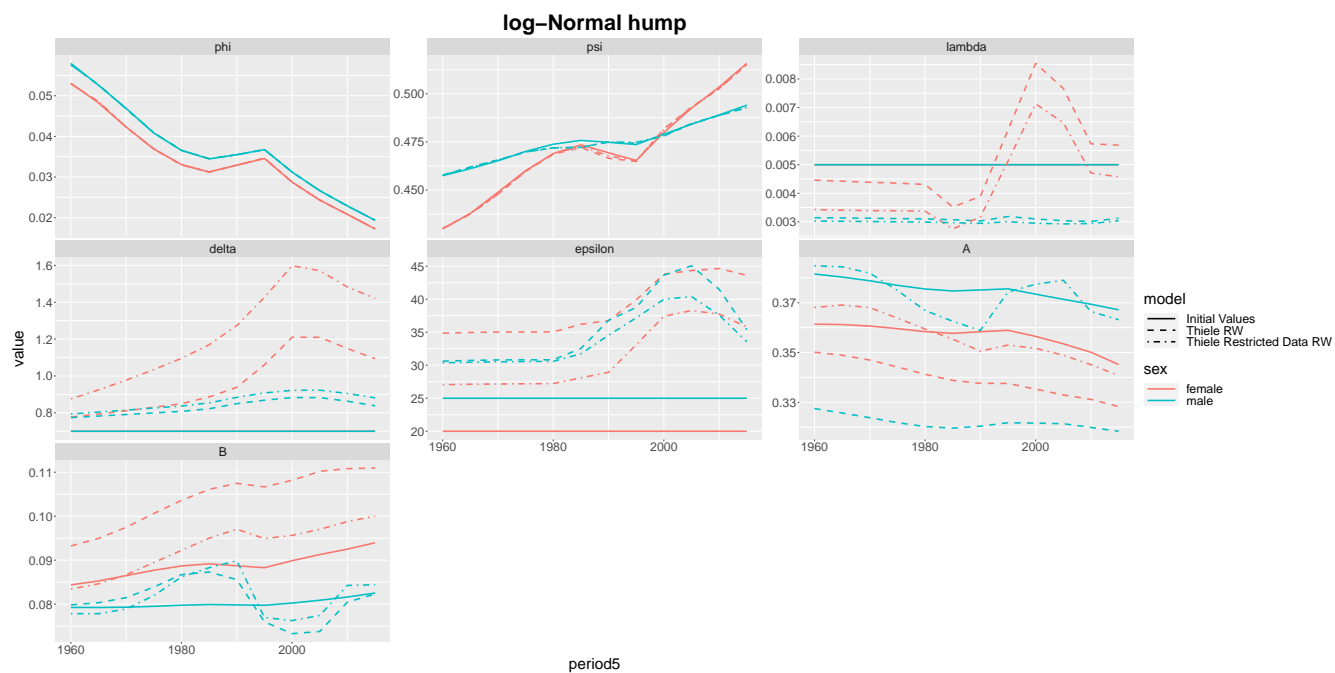 log−Normal hump
phi
psi
lambda
0.05
0.04
0.03
0.02
0.500
0.475
0.450
0.008
0.007
0.006
0.005
0.004
0.003
delta
epsilon
A
1.6
1.4
1.2
1.0
0.8
45
40
35
30
25
20
0.37
0.35
0.33
1960
1980
2000
1960
1980
2000
B
0.11
0.10
0.09
0.08
1960
1980
2000
value
period5
model
Initial Values
Thiele RW
Thiele Restricted Data RW
sex
female
male